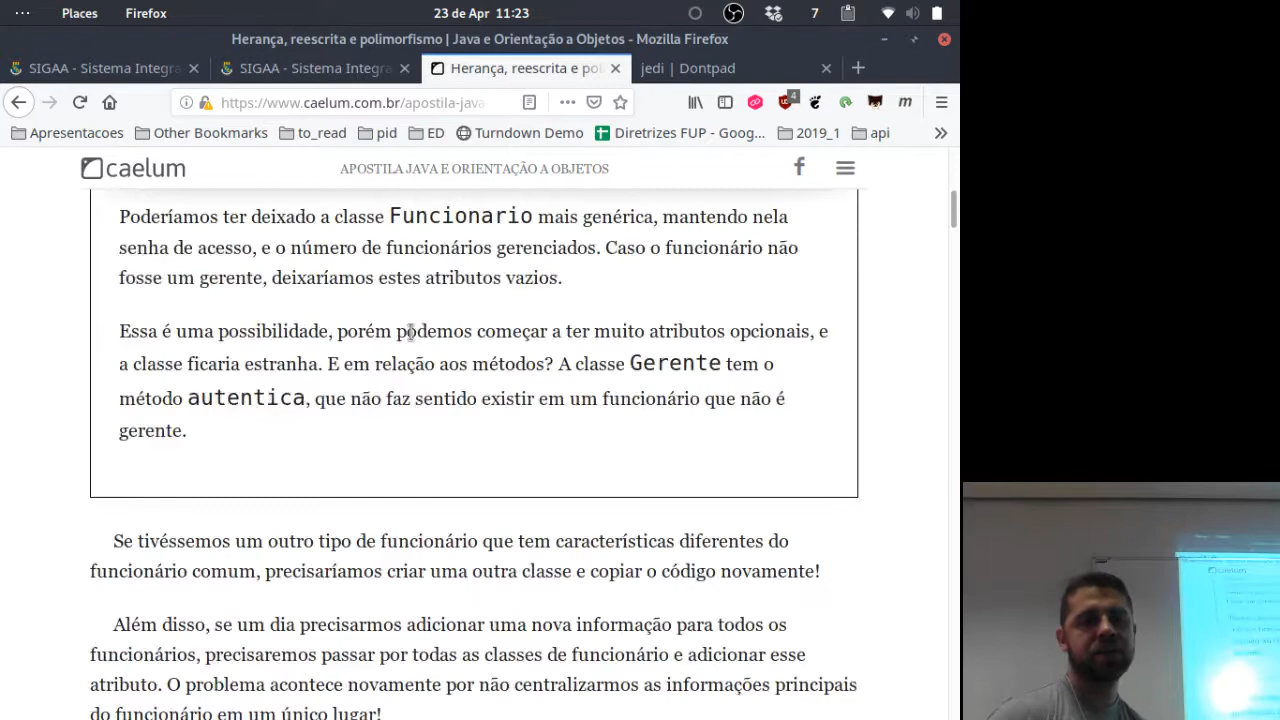 Places Firefox 23 de Apr 11:23 7
Herança, reescrita e polimorfismo | Java e Orientação a Objetos - Mozilla Firefox
SIGAA - Sistema Integra SIGAA - Sistema Integra Herança, reescrita e pol jedi | Dontpad
https://www.caelum.com.br/apostila-java 4
Apresentacoes Other Bookmarks to_read pid ED Turndown Demo Diretrizes FUP - Goog... 2019_1 api
caelum APOSTILA JAVA E ORIENTAÇÃO A OBJETOS
Poderíamos ter deixado a classe Funcionario mais genérica, mantendo nela
senha de acesso, e o número de funcionários gerenciados. Caso o funcionário não
fosse um gerente, deixaríamos estes atributos vazios.
Essa é uma possibilidade, porém podemos começar a ter muito atributos opcionais, e
a classe ficaria estranha. E em relação aos métodos? A classe Gerente tem o
método autentica, que não faz sentido existir em um funcionário que não é
gerente.
Se tivéssemos um outro tipo de funcionário que tem características diferentes do
funcionário comum, precisaríamos criar uma outra classe e copiar o código novamente!
Além disso, se um dia precisarmos adicionar uma nova informação para todos os
funcionários, precisaremos passar por todas as classes de funcionário e adicionar esse
atributo. O problema acontece novamente por não centralizarmos as informações principais
do funcionário em um único lugar!
caelum